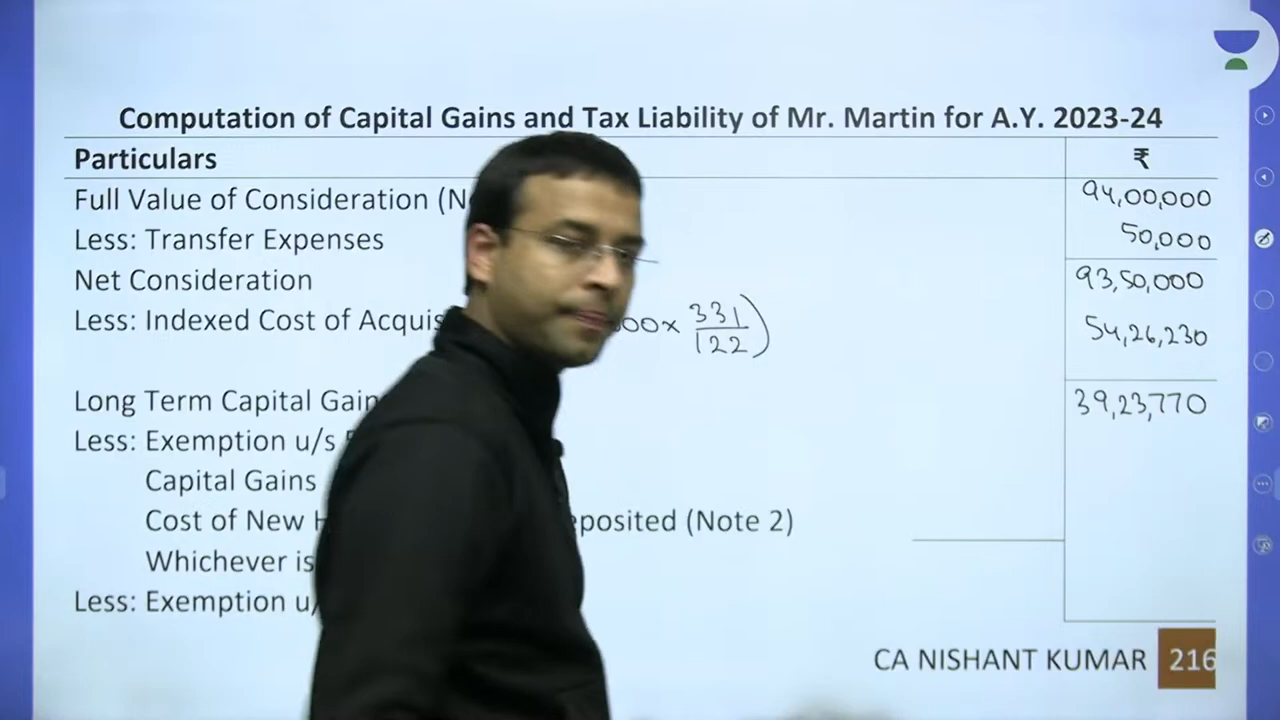 Computation of Capital Gains and Tax Liability of Mr. Martin for A.Y. 2023-24
Particulars ₹
Full Value of Consideration 94,00,000
Less: Transfer Expenses 50,000
Net Consideration 93,50,000
Less: Indexed Cost of 00× 331/122) 54,26,230
Long Term Capital 39,23,770
Less: Exemption u/s
Capital Gains
Cost of New (Note 2)
Whichever is
Less: Exemption
CA NISHANT KUMAR 216